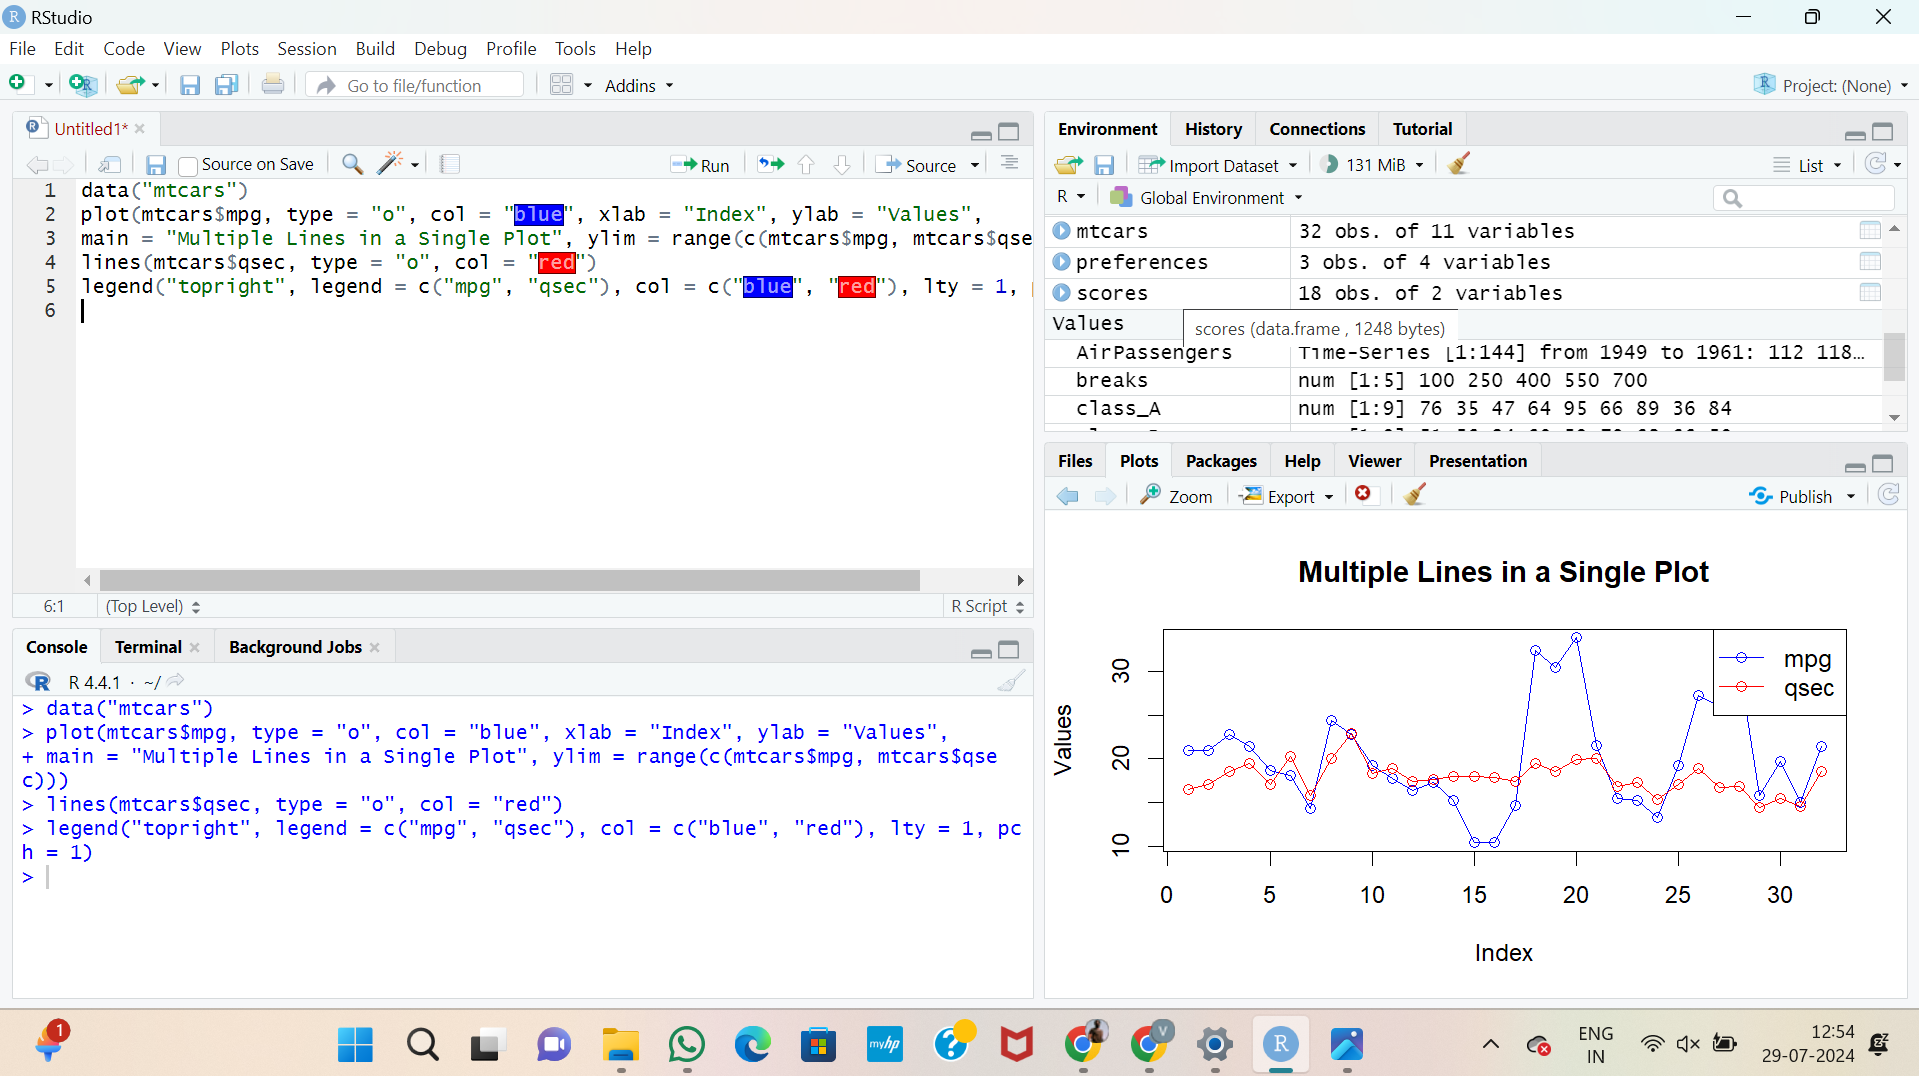 RStudio
File Edit Code View Plots Session Build Debug Profile Tools Help
Go to file/function Addins Project: (None)
Untitled1*
Source on Save Run Source
1 data("mtcars")
2 plot(mtcars$mpg, type = "o", col = "blue", xlab = "Index", ylab = "Values",
3 main = "Multiple Lines in a Single Plot", ylim = range(c(mtcars$mpg, mtcars$qse
4 lines(mtcars$qsec, type = "o", col = "red")
5 legend("topright", legend = c("mpg", "qsec"), col = c("blue", "red"), lty = 1,
6
6:1 (Top Level) R Script
Console Terminal Background Jobs
R 4.4.1 · ~/
> data("mtcars")
> plot(mtcars$mpg, type = "o", col = "blue", xlab = "Index", ylab = "Values",
+ main = "Multiple Lines in a Single Plot", ylim = range(c(mtcars$mpg, mtcars$qse
c)))
> lines(mtcars$qsec, type = "o", col = "red")
> legend("topright", legend = c("mpg", "qsec"), col = c("blue", "red"), lty = 1, pc
h = 1)
>
Environment History Connections Tutorial
Import Dataset 131 MiB List
R Global Environment
mtcars 32 obs. of 11 variables
preferences 3 obs. of 4 variables
scores 18 obs. of 2 variables
Values
scores (data.frame , 1248 bytes)
AirPassengers Time-Series [1:144] from 1949 to 1961: 112 118…
breaks num [1:5] 100 250 400 550 700
class_A num [1:9] 76 35 47 64 95 66 89 36 84
Files Plots Packages Help Viewer Presentation
Zoom Export Publish
Multiple Lines in a Single Plot
mpg
qsec
Values
30
20
10
0 5 10 15 20 25 30
Index
1
myhp
V
R
ENG
IN
12:54
29-07-2024